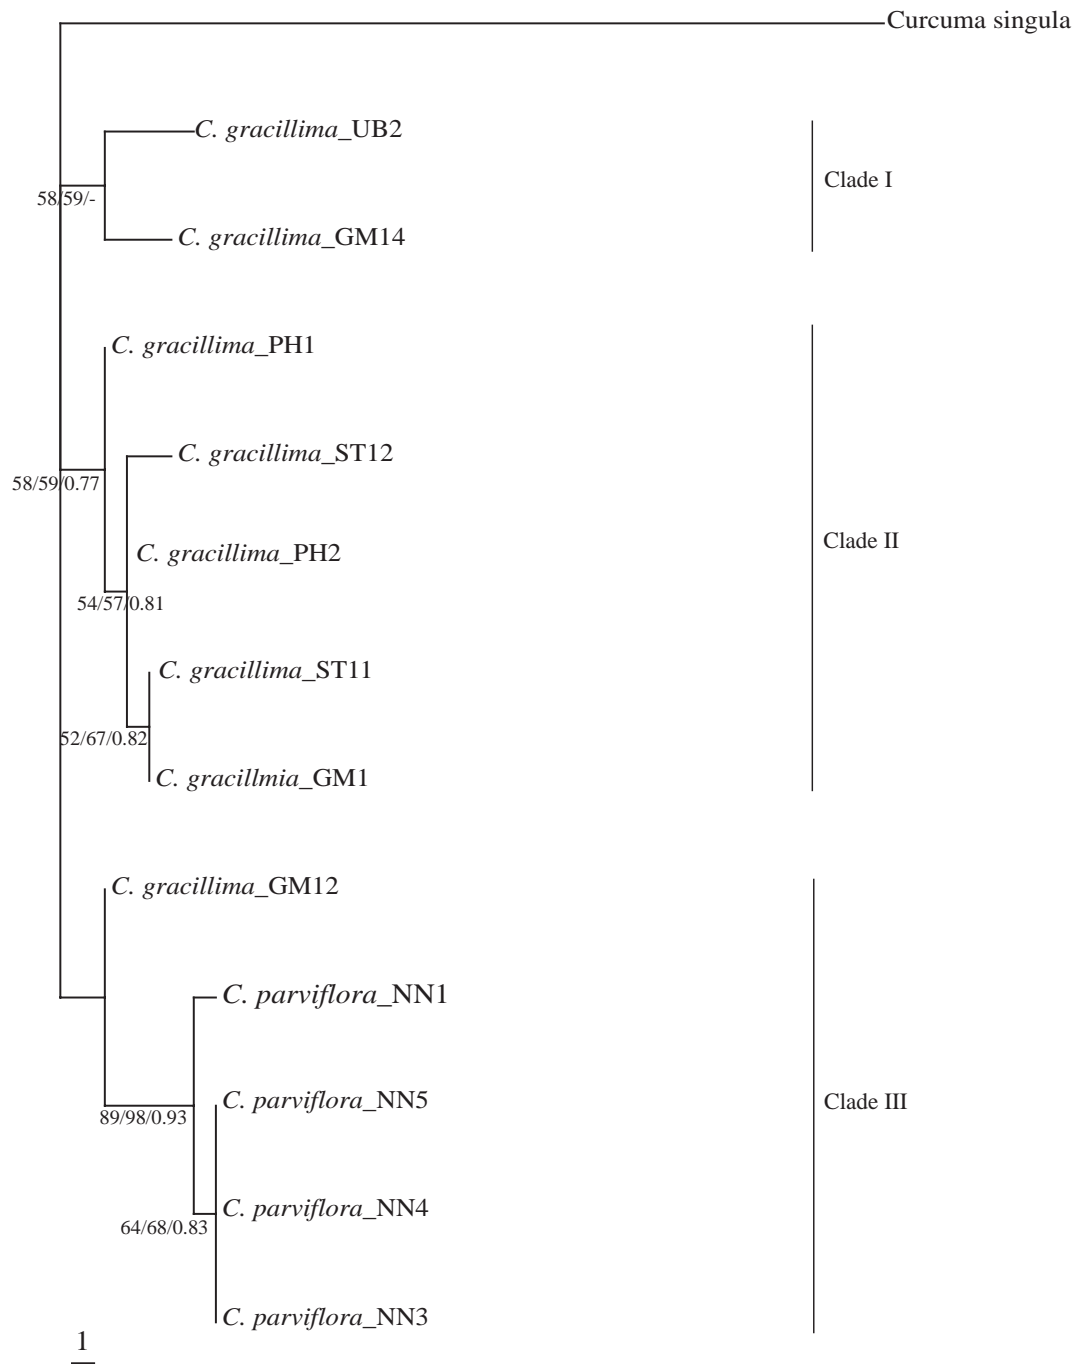 Curcuma singula
C. gracillima_UB2
Clade I
58/59/-
C. gracillima_GM14
C. gracillima_PH1
C. gracillima_ST12
58/59/0.77
Clade II
C. gracillima_PH2
54/57/0.81
C. gracillima_ST11
52/67/0.82
C. gracillmia_GM1
C. gracillima_GM12
C. parviflora_NN1
C. parviflora_NN5
Clade III
89/98/0.93
C. parviflora_NN4
64/68/0.83
C. parviflora_NN3
1